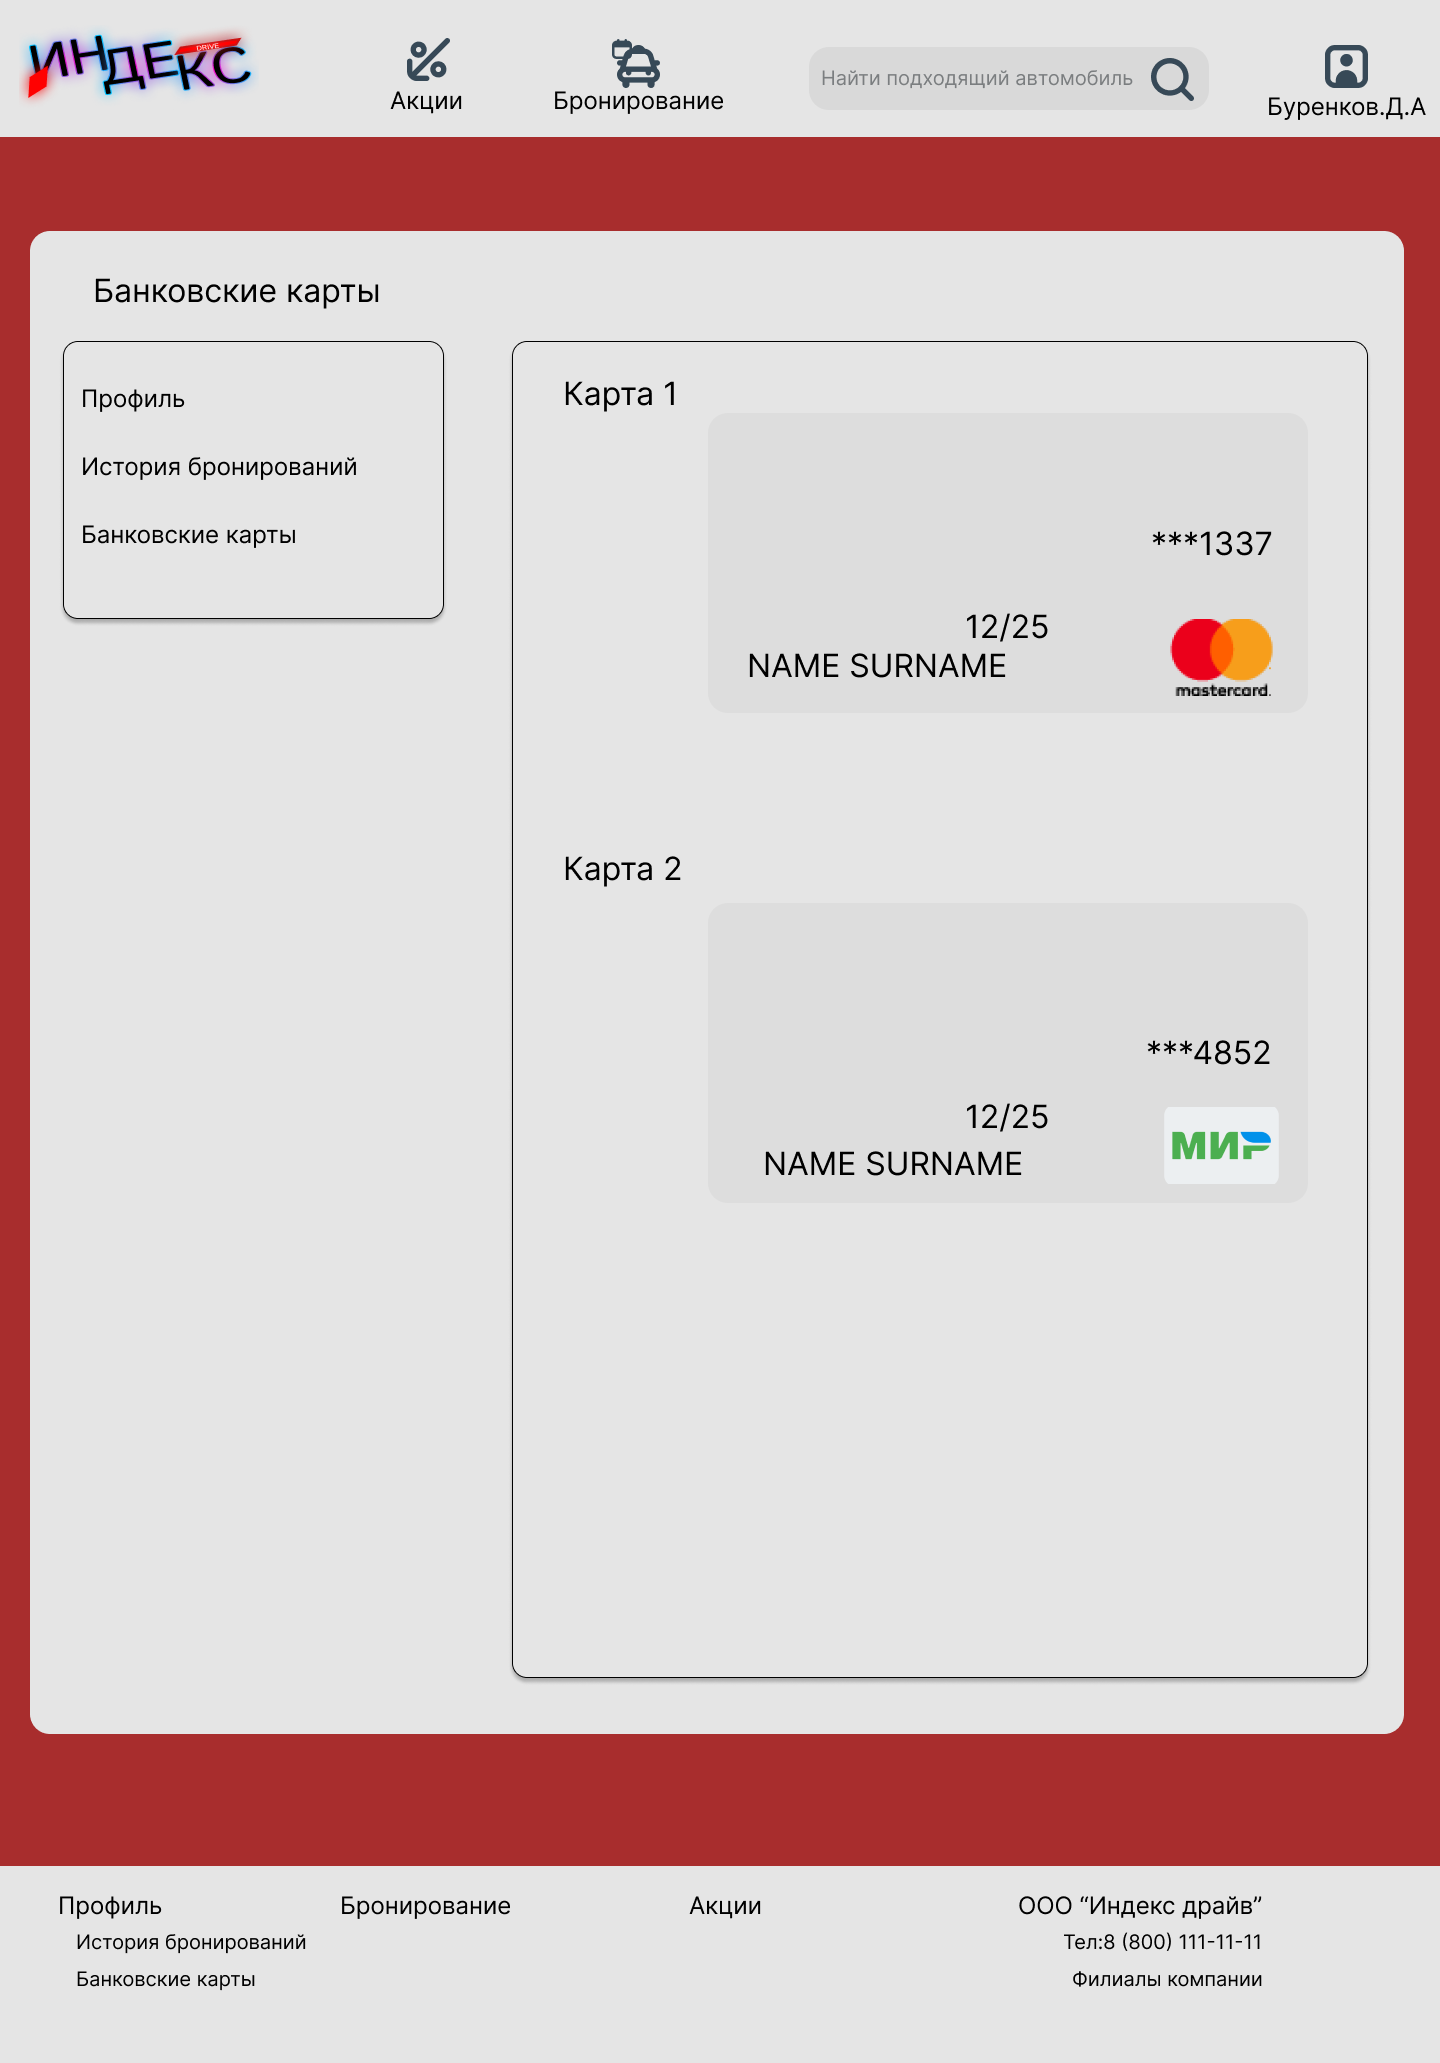 ИНДЕКС
DRIVE
Акции
Бронирование
Найти подходящий автомобиль
Буренков.Д.А
Банковские карты
Профиль
История бронирований
Банковские карты
Карта 1
***1337
12/25
NAME SURNAME
mastercard.
Карта 2
***4852
12/25
NAME SURNAME
МИР
Профиль
История бронирований
Банковские карты
Бронирование
Акции
ООО “Индекс драйв”
Тел:8 (800) 111-11-11
Филиалы компании